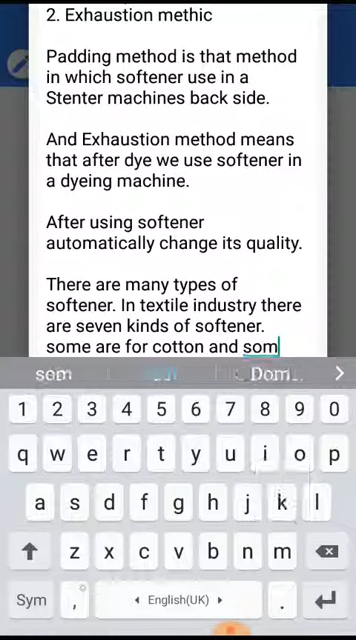 2. Exhaustion methic
Padding method is that method
in which softener use in a
Stenter machines back side.
And Exhaustion method means
that after dye we use softener in
a dyeing machine.
After using softener
automatically change its quality.
There are many types of
softener. In textile industry there
are seven kinds of softener.
some are for cotton and som
som Dom
1 2 3 4 5 6 7 8 9 0
q w e r t y u i o p
a s d f g h j k l
z x c v b n m
Sym , English(UK) .